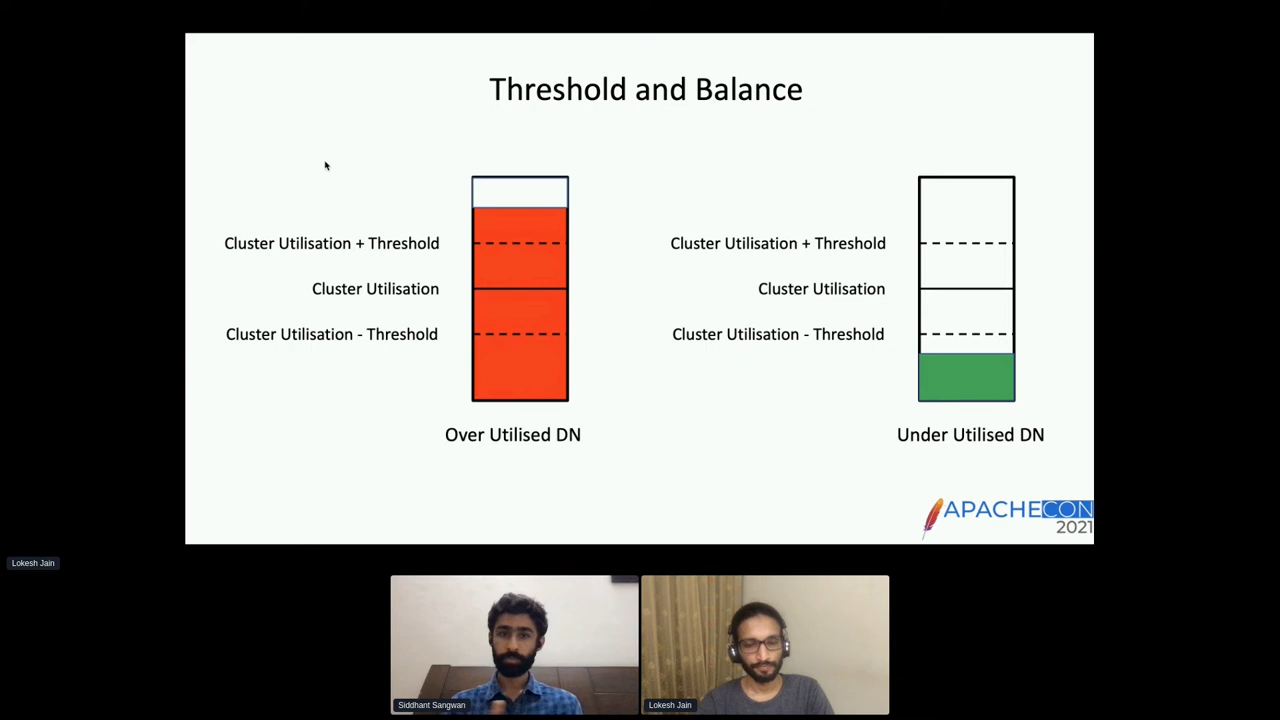 Threshold and Balance
Cluster Utilisation + Threshold
Cluster Utilisation
Cluster Utilisation - Threshold
Over Utilised DN
Cluster Utilisation + Threshold
Cluster Utilisation
Cluster Utilisation - Threshold
Under Utilised DN
APACHECON
2021
Lokesh Jain
Siddhant Sangwan
Lokesh Jain